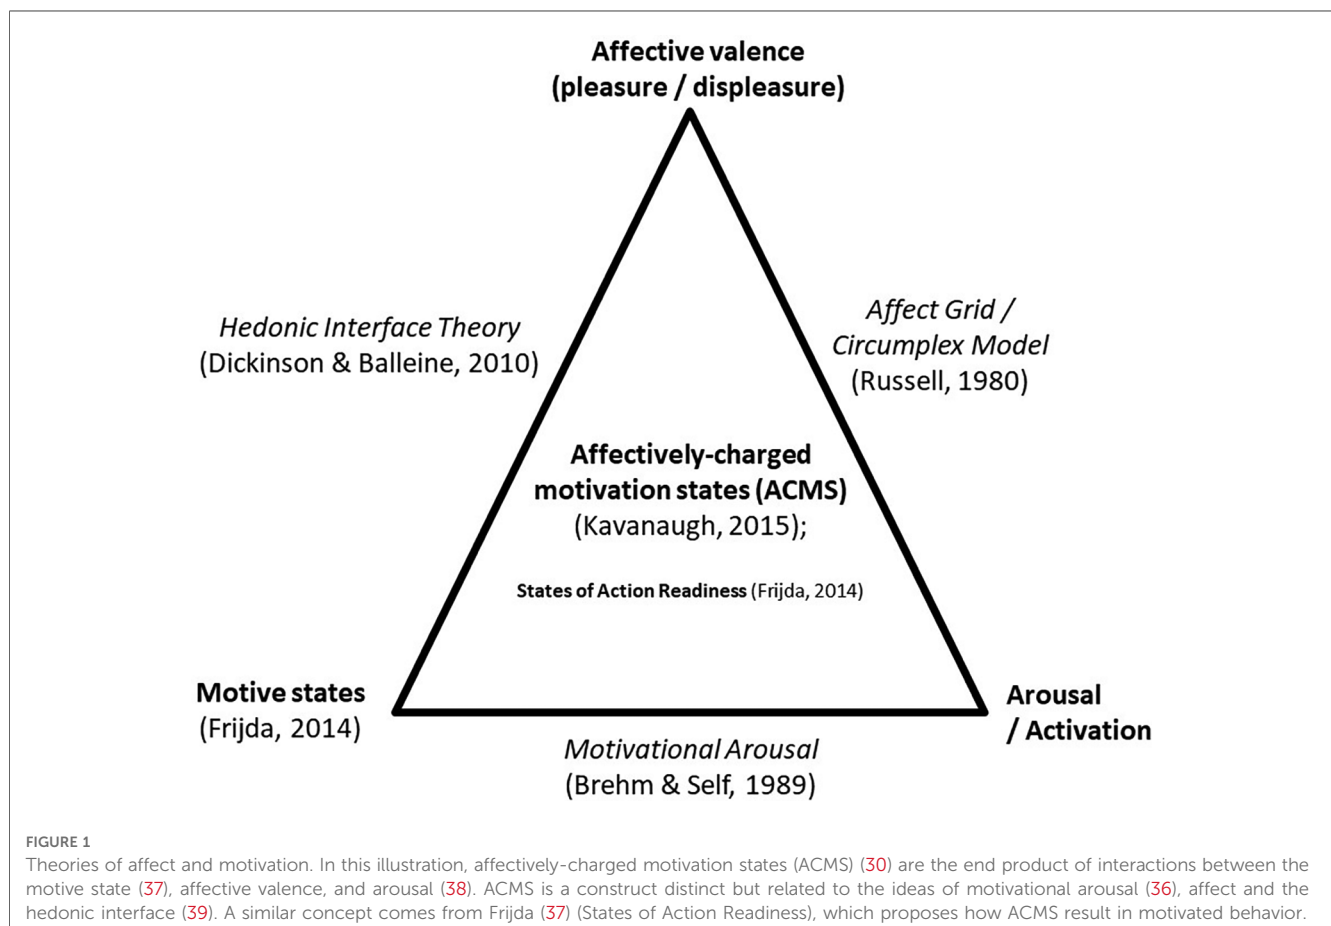 Affective valence
(pleasure / displeasure)
Hedonic Interface Theory
(Dickinson & Balleine, 2010)
Affect Grid /
Circumplex Model
(Russell, 1980)
Affectively-charged
motivation states (ACMS)
(Kavanaugh, 2015);
States of Action Readiness (Frijda, 2014)
Motive states
(Frijda, 2014)
Arousal
/ Activation
Motivational Arousal
(Brehm & Self, 1989)
FIGURE 1
Theories of affect and motivation. In this illustration, affectively-charged motivation states (ACMS) (30) are the end product of interactions between the
motive state (37), affective valence, and arousal (38). ACMS is a construct distinct but related to the ideas of motivational arousal (36), affect and the
hedonic interface (39). A similar concept comes from Frijda (37) (States of Action Readiness), which proposes how ACMS result in motivated behavior.